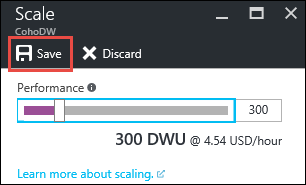 Scale
CohoDW
Save Discard
Performance
300
300 DWU @ 4.54 USD/hour
Learn more about scaling.